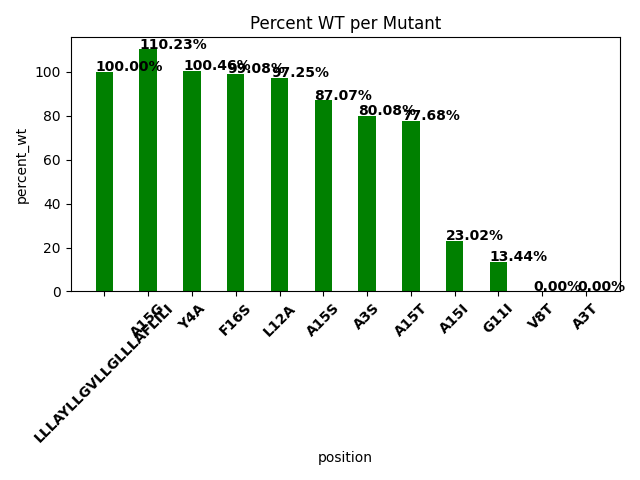 Percent WT per Mutant
110.23%
100.00%
100.46%
99.08%
97.25%
87.07%
80.08%
77.68%
23.02%
13.44%
0.00%
0.00%
percent_wt
100
80
60
40
20
0
LLLAYLLGVLLGLLLAFLILI
A15G
Y4A
F16S
L12A
A15S
A3S
A15T
A15I
G11I
V8T
A3T
position